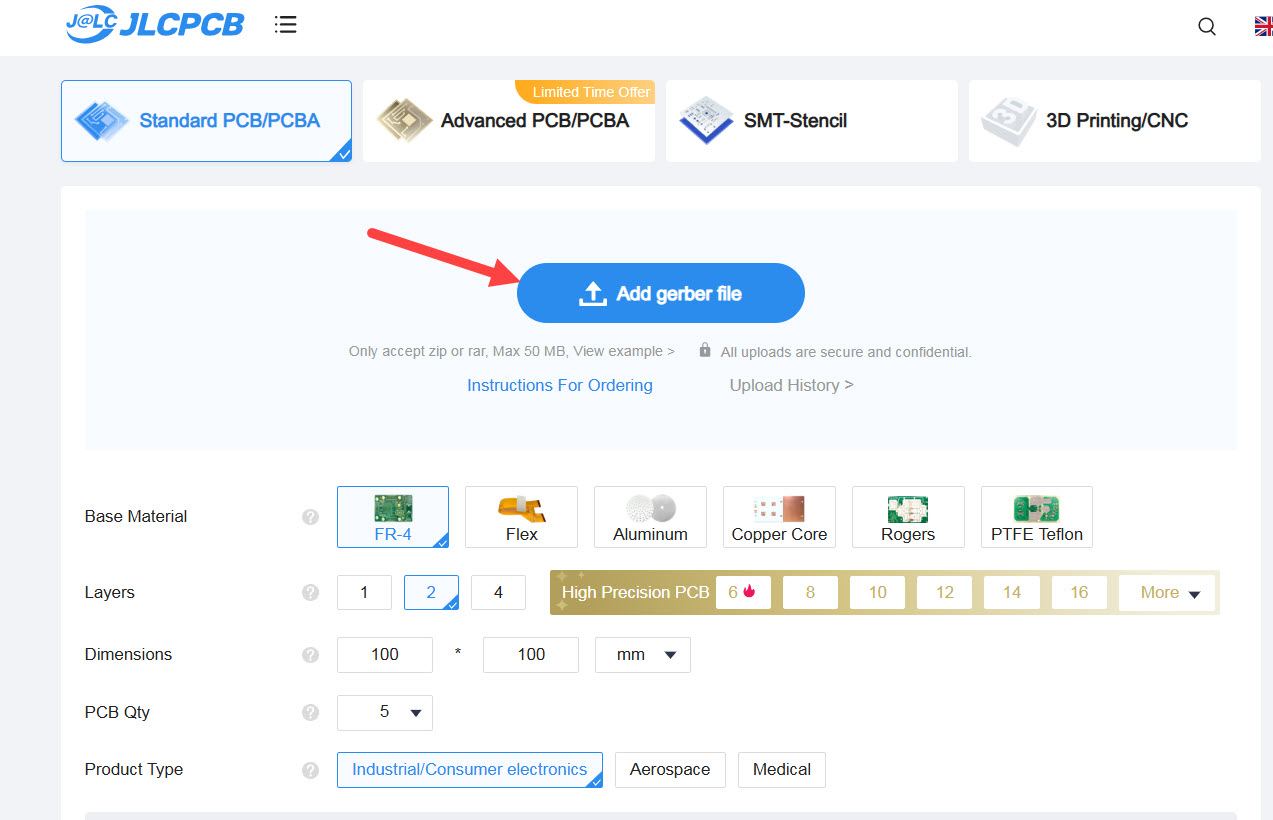 J@LC JLCPCB
Limited Time Offer
Standard PCB/PCBA
Advanced PCB/PCBA
SMT-Stencil
3D Printing/CNC
3D
Add gerber file
Only accept zip or rar, Max 50 MB, View example >
All uploads are secure and confidential.
Instructions For Ordering
Upload History >
Base Material
?
FR-4
Flex
Aluminum
Copper Core
Rogers
PTFE Teflon
Layers
?
1
2
4
High Precision PCB
6
8
10
12
14
16
More
Dimensions
?
100
*
100
mm
PCB Qty
?
5
Product Type
?
Industrial/Consumer electronics
Aerospace
Medical